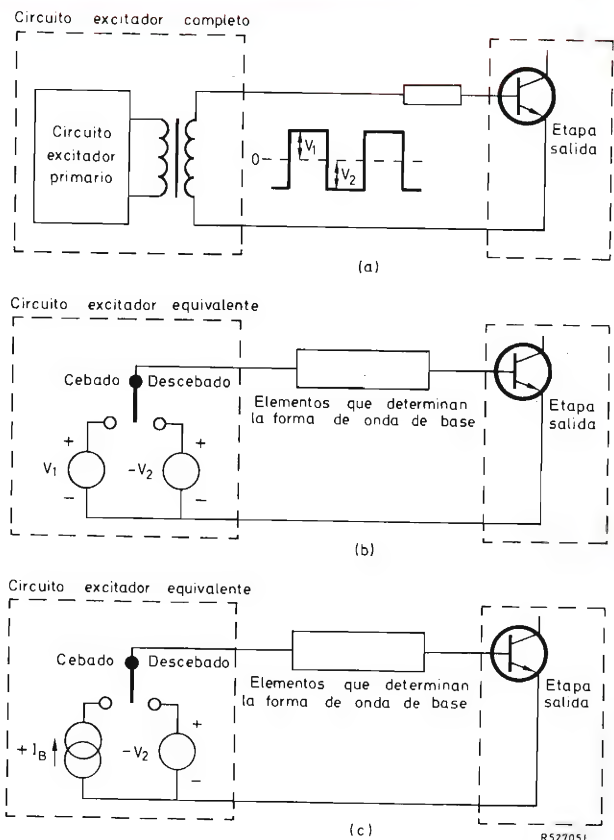 Circuito excitador completo
Circuito
excitador
primario
0
V1
V2
Etapa
salida
(a)
Circuito excitador equivalente
Cebado
Descebado
+
V1
−
+
−V2
−
Elementos que determinan
la forma de onda de base
Etapa
salida
(b)
Circuito excitador equivalente
Cebado
Descebado
+ IB
+
−V2
−
Elementos que determinan
la forma de onda de base
Etapa
salida
(c)
R527051